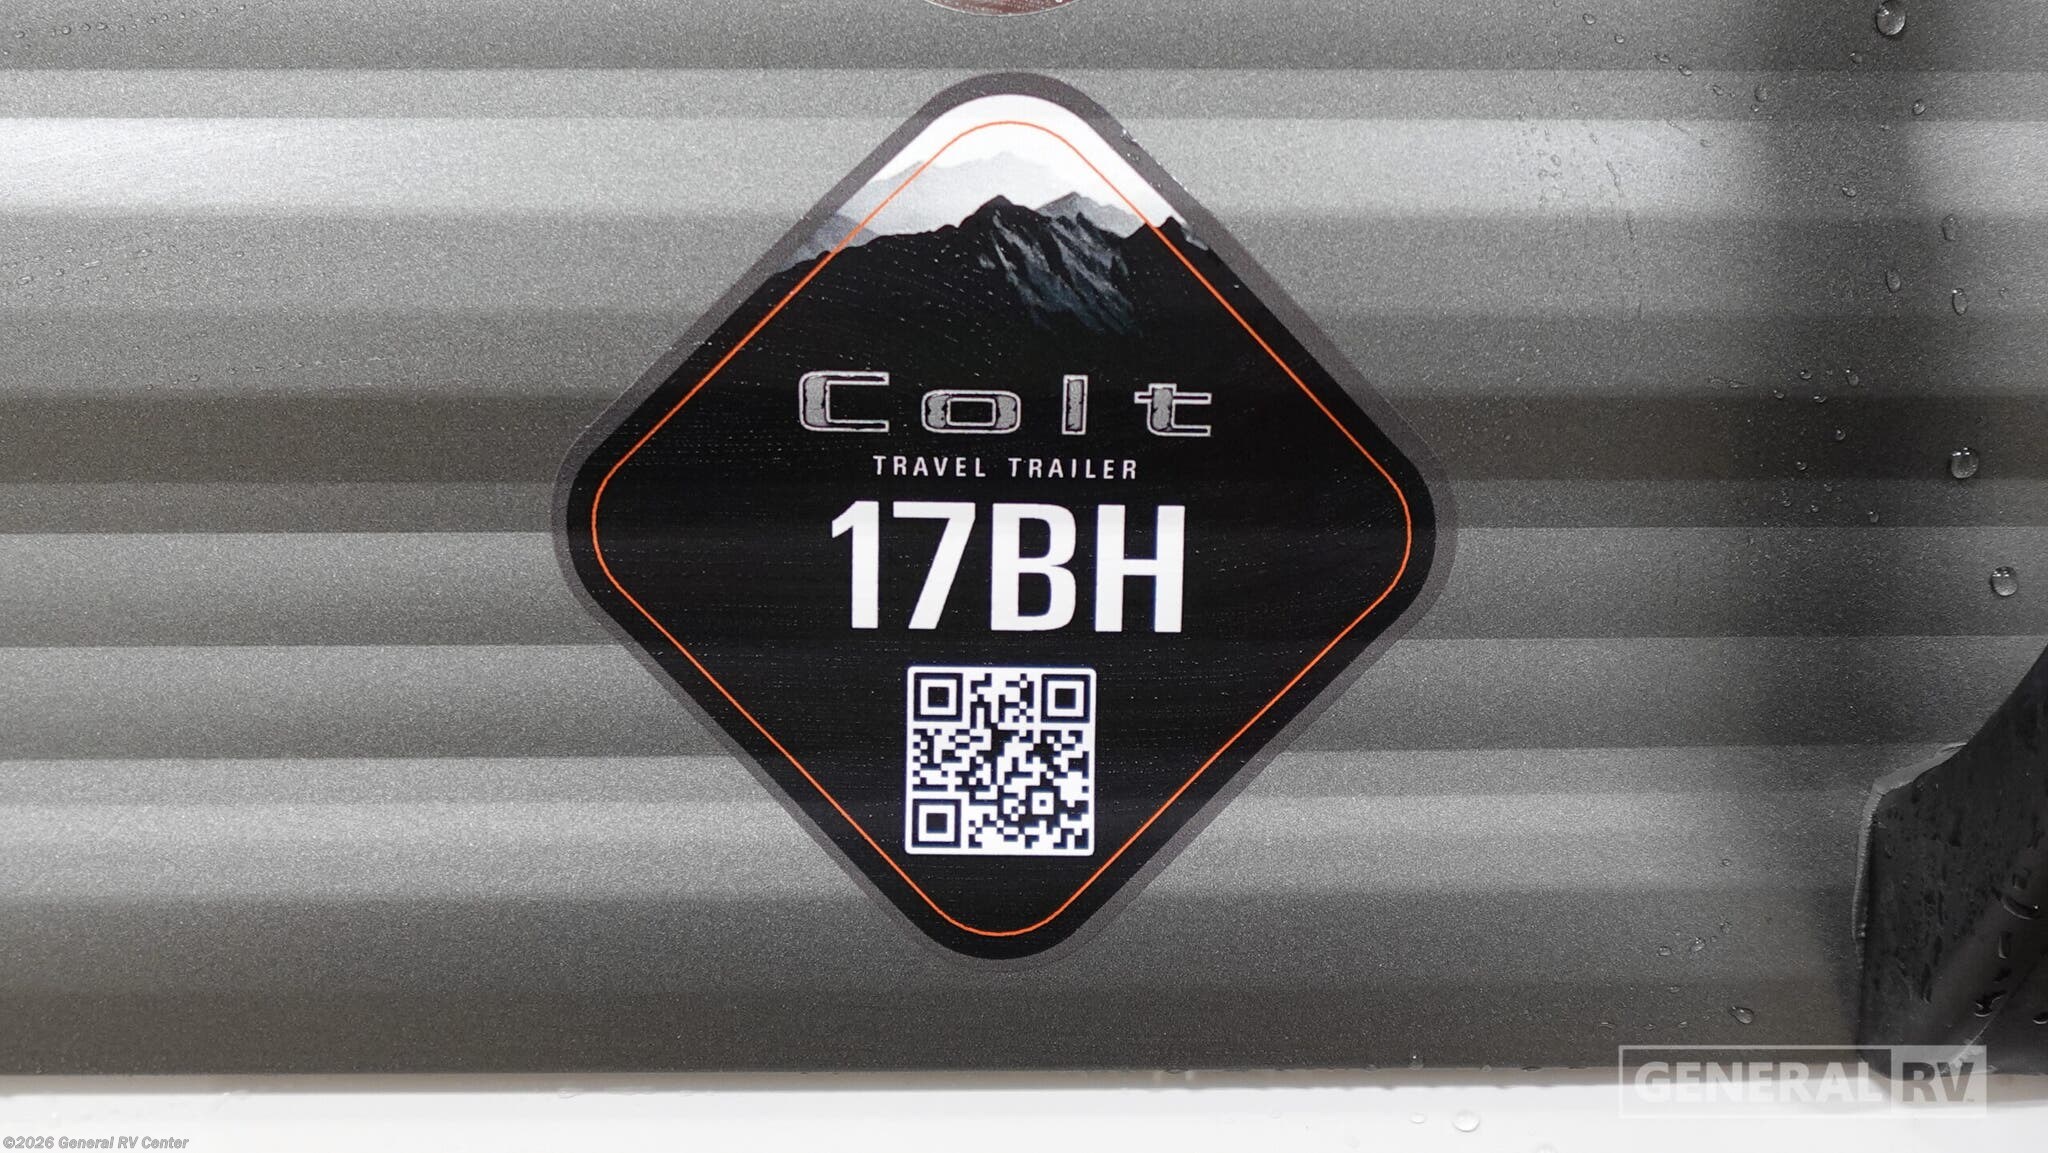 Colt
TRAVEL TRAILER
17BH
GENERAL RV
©2026 General RV Center